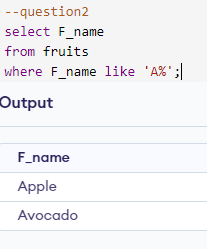 --question2
select F_name
from fruits
where F_name like 'A%';
Output
F_name
Apple
Avocado